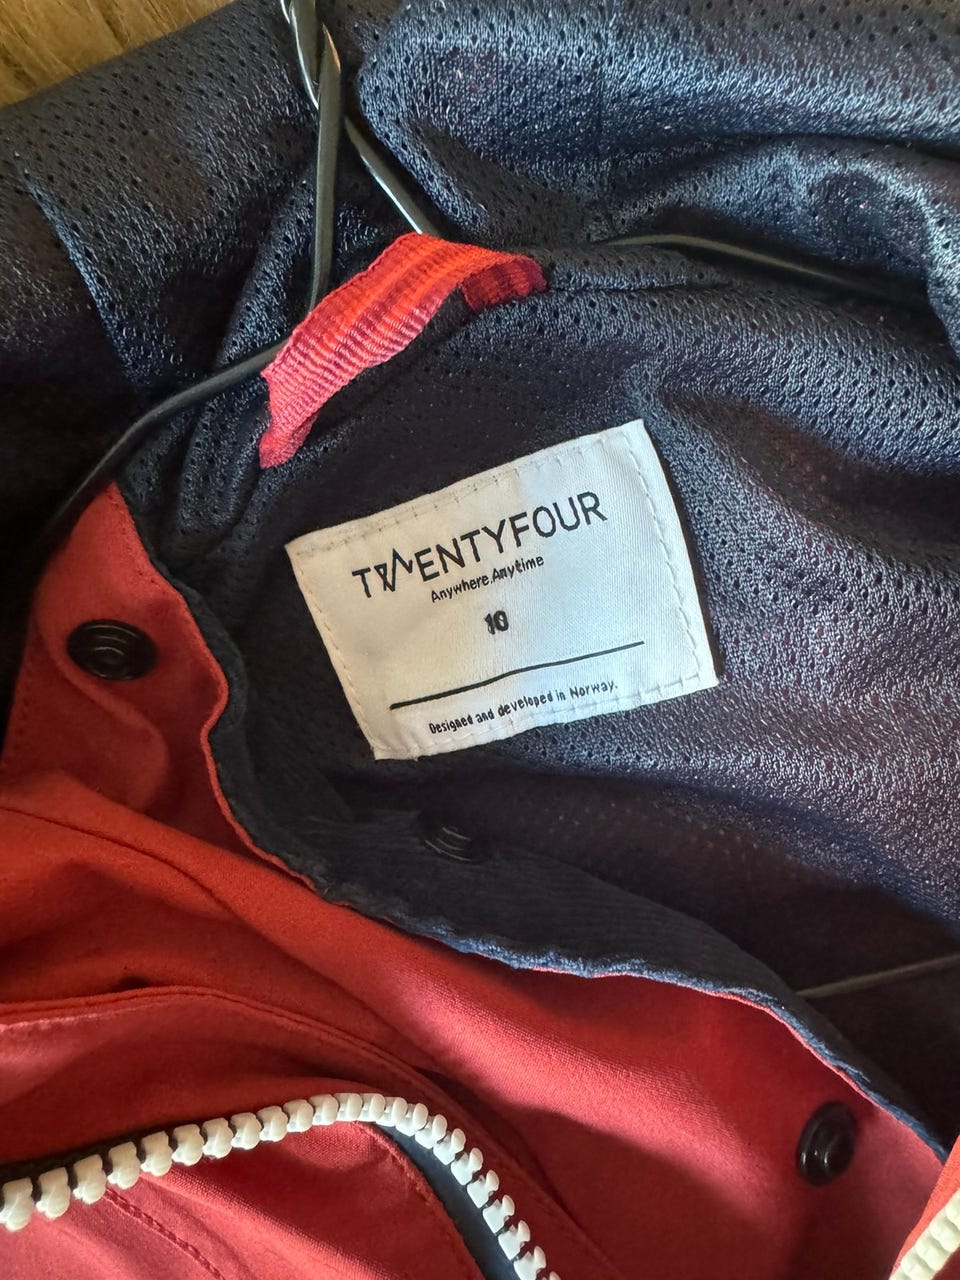 TWENTYFOUR
Anywhere.Anytime
10
Designed and developed in Norway.